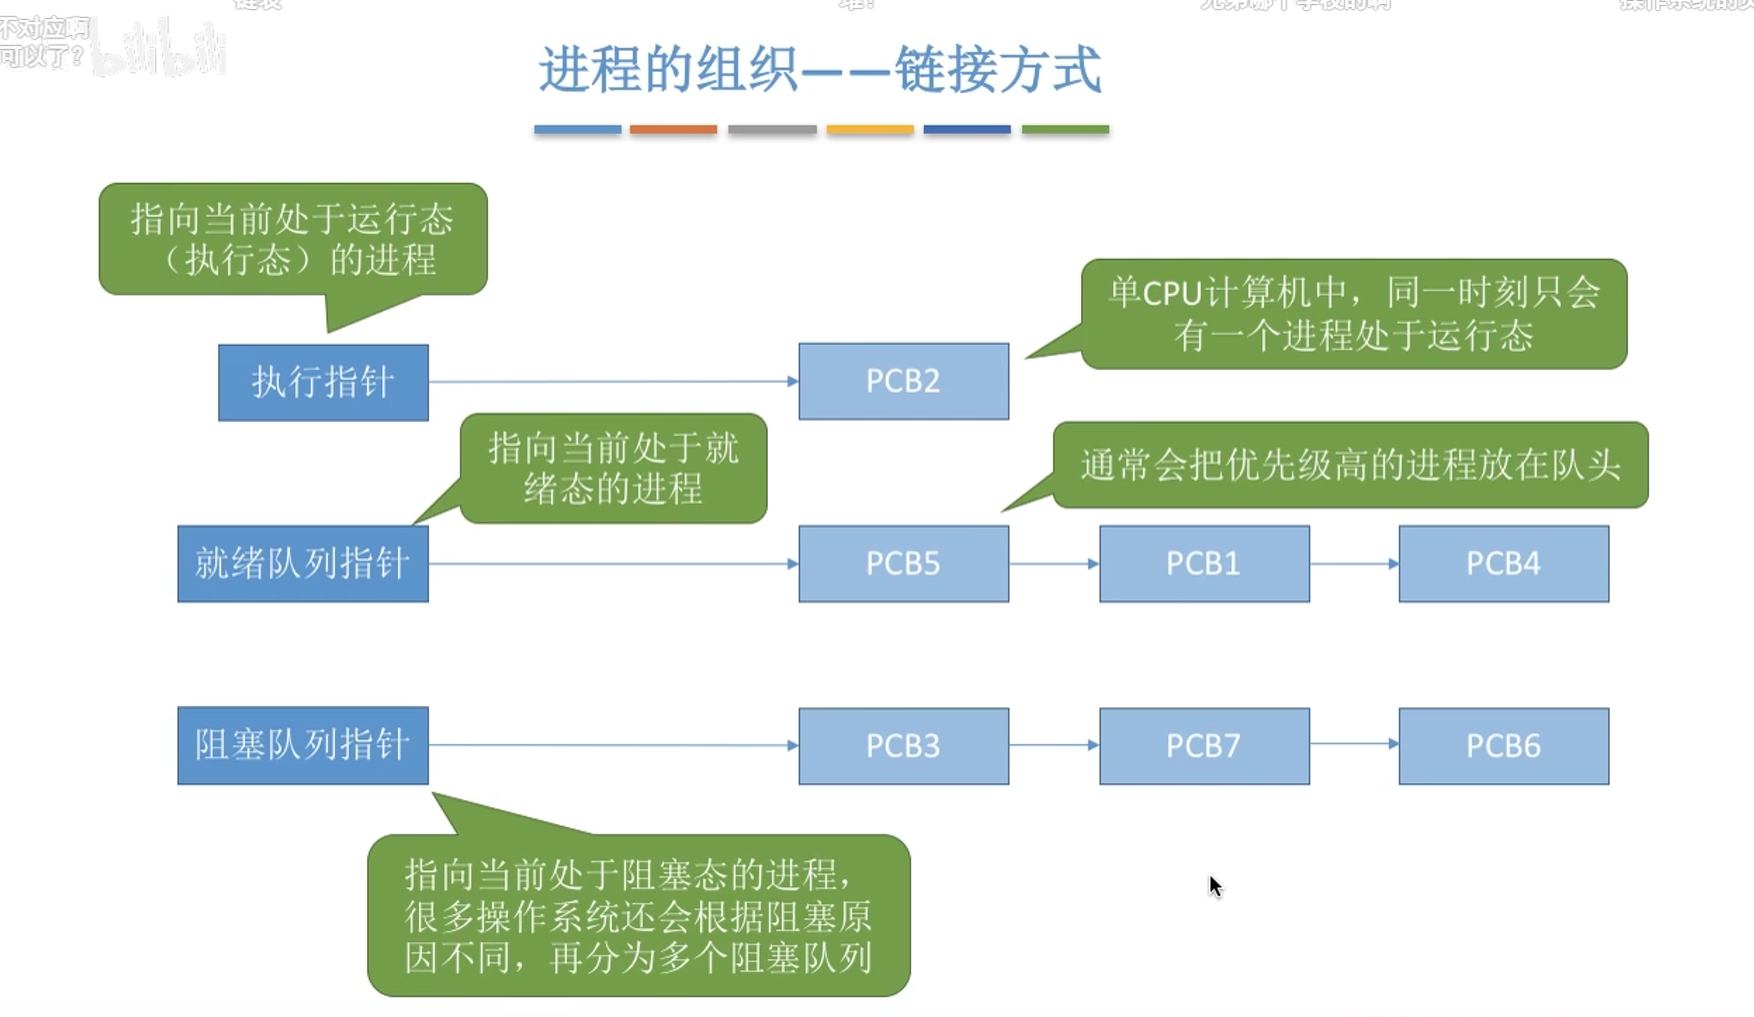 不对应啊
可以了?
bilibili
进程的组织——链接方式
指向当前处于运行态
（执行态）的进程
单CPU计算机中，同一时刻只会
有一个进程处于运行态
执行指针
PCB2
指向当前处于就
绪态的进程
通常会把优先级高的进程放在队头
就绪队列指针
PCB5
PCB1
PCB4
阻塞队列指针
PCB3
PCB7
PCB6
指向当前处于阻塞态的进程，
很多操作系统还会根据阻塞原
因不同，再分为多个阻塞队列